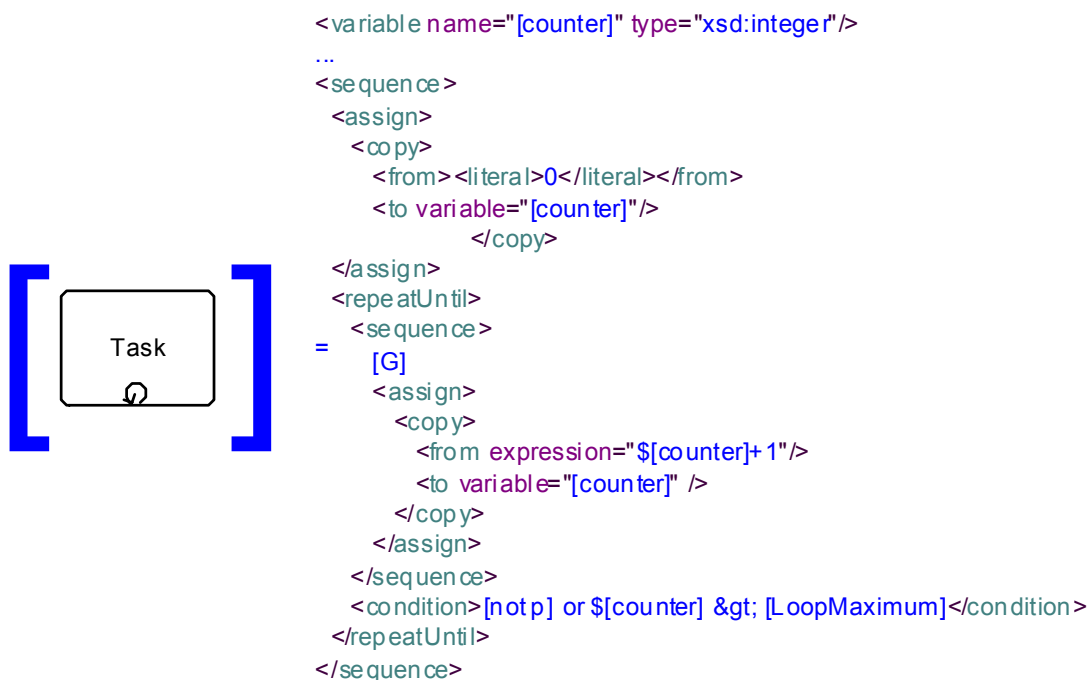 <variable name="[counter]" type="xsd:integer"/>
...
<sequence>
<assign>
<copy>
<from><literal>0</literal></from>
<to variable="[counter]"/>
</copy>
</assign>
<repeatUntil>
<sequence>
Task
=
[G]
<assign>
<copy>
<from expression="$[counter]+1"/>
<to variable="[counter]" />
</copy>
</assign>
</sequence>
<condition>[not p] or $[counter] &gt; [LoopMaximum]</condition>
</repeatUntil>
</sequence>